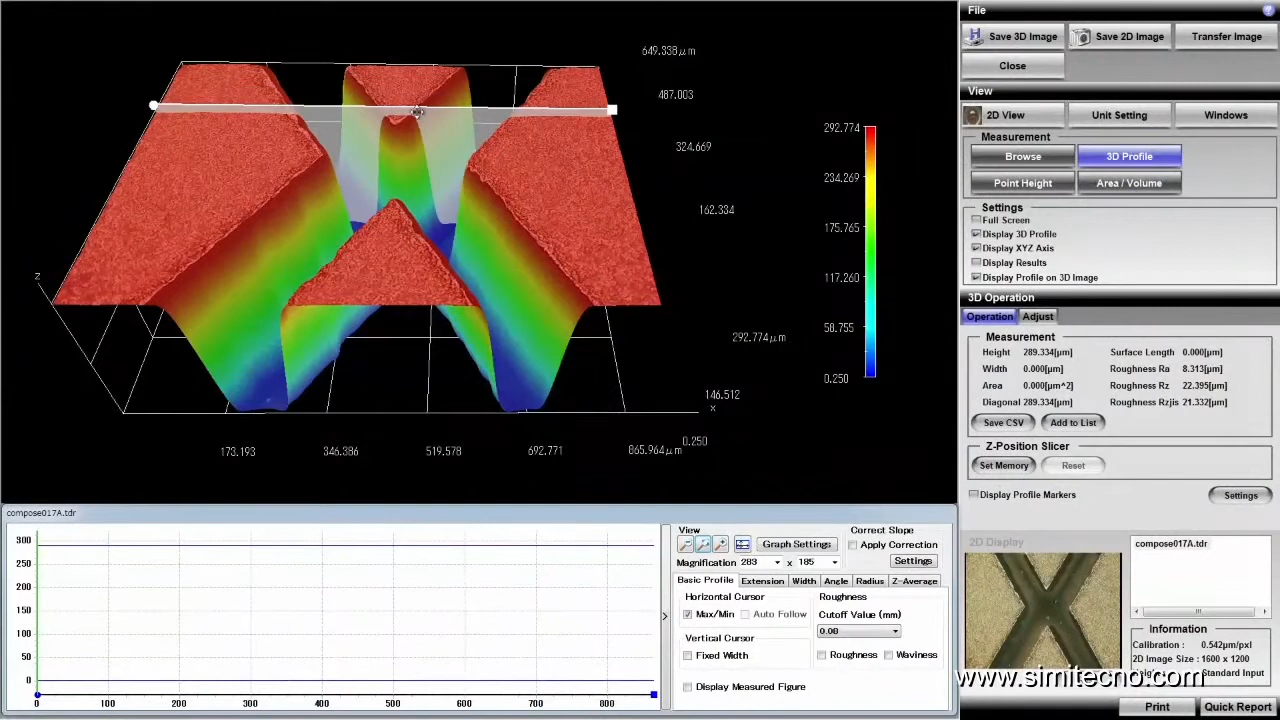 File
?
Save 3D Image
Save 2D Image
Transfer Image
Close
View
2D View
Unit Setting
Windows
Measurement
Browse
3D Profile
Point Height
Area / Volume
Settings
Full Screen
Display 3D Profile
Display XYZ Axis
Display Results
Display Profile on 3D Image
3D Operation
Operation Adjust
Measurement
Height 289.334[μm] Surface Length 0.000[μm]
Width 0.000[μm] Roughness Ra 8.313[μm]
Area 0.000[μm^2] Roughness Rz 22.395[μm]
Diagonal 289.334[μm] Roughness Rzjis 21.332[μm]
Save CSV Add to List
Z-Position Slicer
Set Memory Reset
Display Profile Markers Settings
2D Display
compose017A.tdr
Information
Calibration : 0.542μm/pxl
2D Image Size : 1600 x 1200
Standard Input
www.simitecno.com
Print Quick Report
649.338μm
487.003
324.669
162.334
292.774μm
146.512
0.250
Z
X
173.193 346.386 519.578 692.771 865.964μm
292.774
234.269
175.765
117.260
58.755
0.250
compose017A.tdr
300
250
200
150
100
50
0
0 100 200 300 400 500 600 700 800
View
Graph Settings
Magnification 283 x 185
Correct Slope
Apply Correction
Settings
Basic Profile Extension Width Angle Radius Z-Average
Horizontal Cursor
Max/Min Auto Follow
Vertical Cursor
Fixed Width
Roughness
Cutoff Value (mm)
0.08
Roughness Waviness
Display Measured Figure